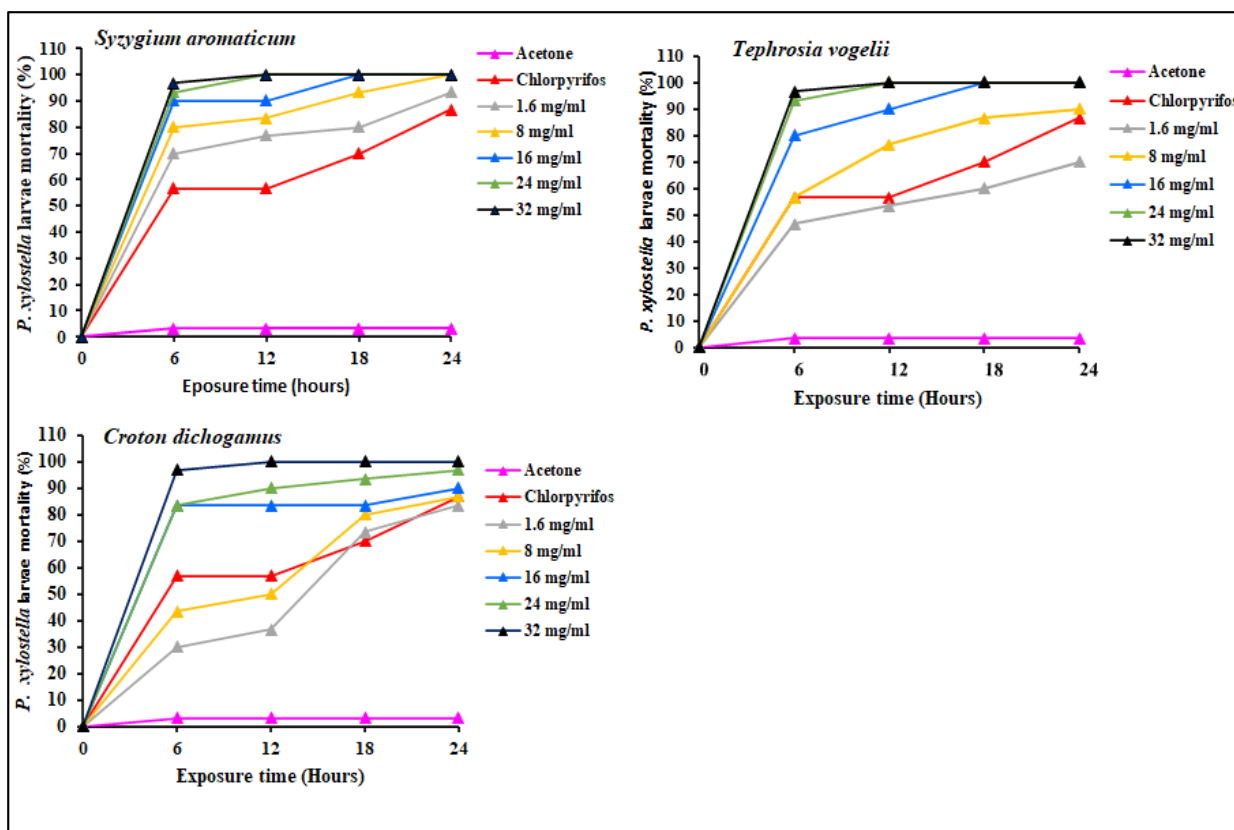 Syzygium aromaticum
P. xylostella larvae mortality (%)
110
100
90
80
70
60
50
40
30
20
10
0
0 6 12 18 24
Eposure time (hours)
Acetone
Chlorpyrifos
1.6 mg/ml
8 mg/ml
16 mg/ml
24 mg/ml
32 mg/ml
Tephrosia vogelii
P. xylostella larvae mortality (%)
110
100
90
80
70
60
50
40
30
20
10
0
0 6 12 18 24
Exposure time (Hours)
Acetone
Chlorpyrifos
1.6 mg/ml
8 mg/ml
16 mg/ml
24 mg/ml
32 mg/ml
Croton dichogamus
P. xylostella larvae mortality (%)
110
100
90
80
70
60
50
40
30
20
10
0
0 6 12 18 24
Exposure time (Hours)
Acetone
Chlorpyrifos
1.6 mg/ml
8 mg/ml
16 mg/ml
24 mg/ml
32 mg/ml